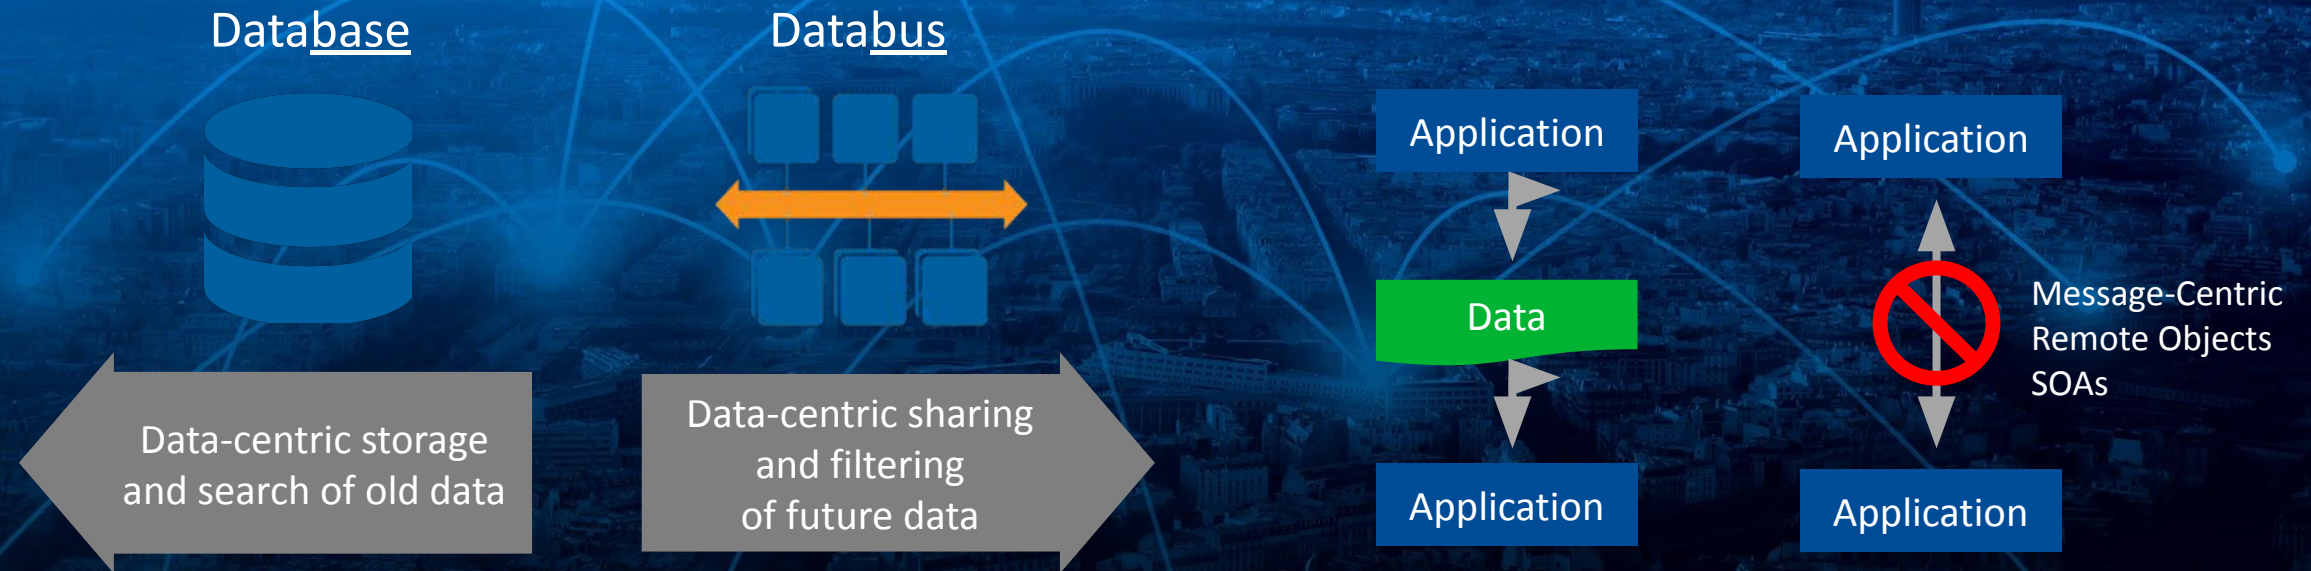 Database
Databus
Data-centric storage
and search of old data
Data-centric sharing
and filtering
of future data
Application
Data
Application
Application
Message-Centric
Remote Objects
SOAs
Application